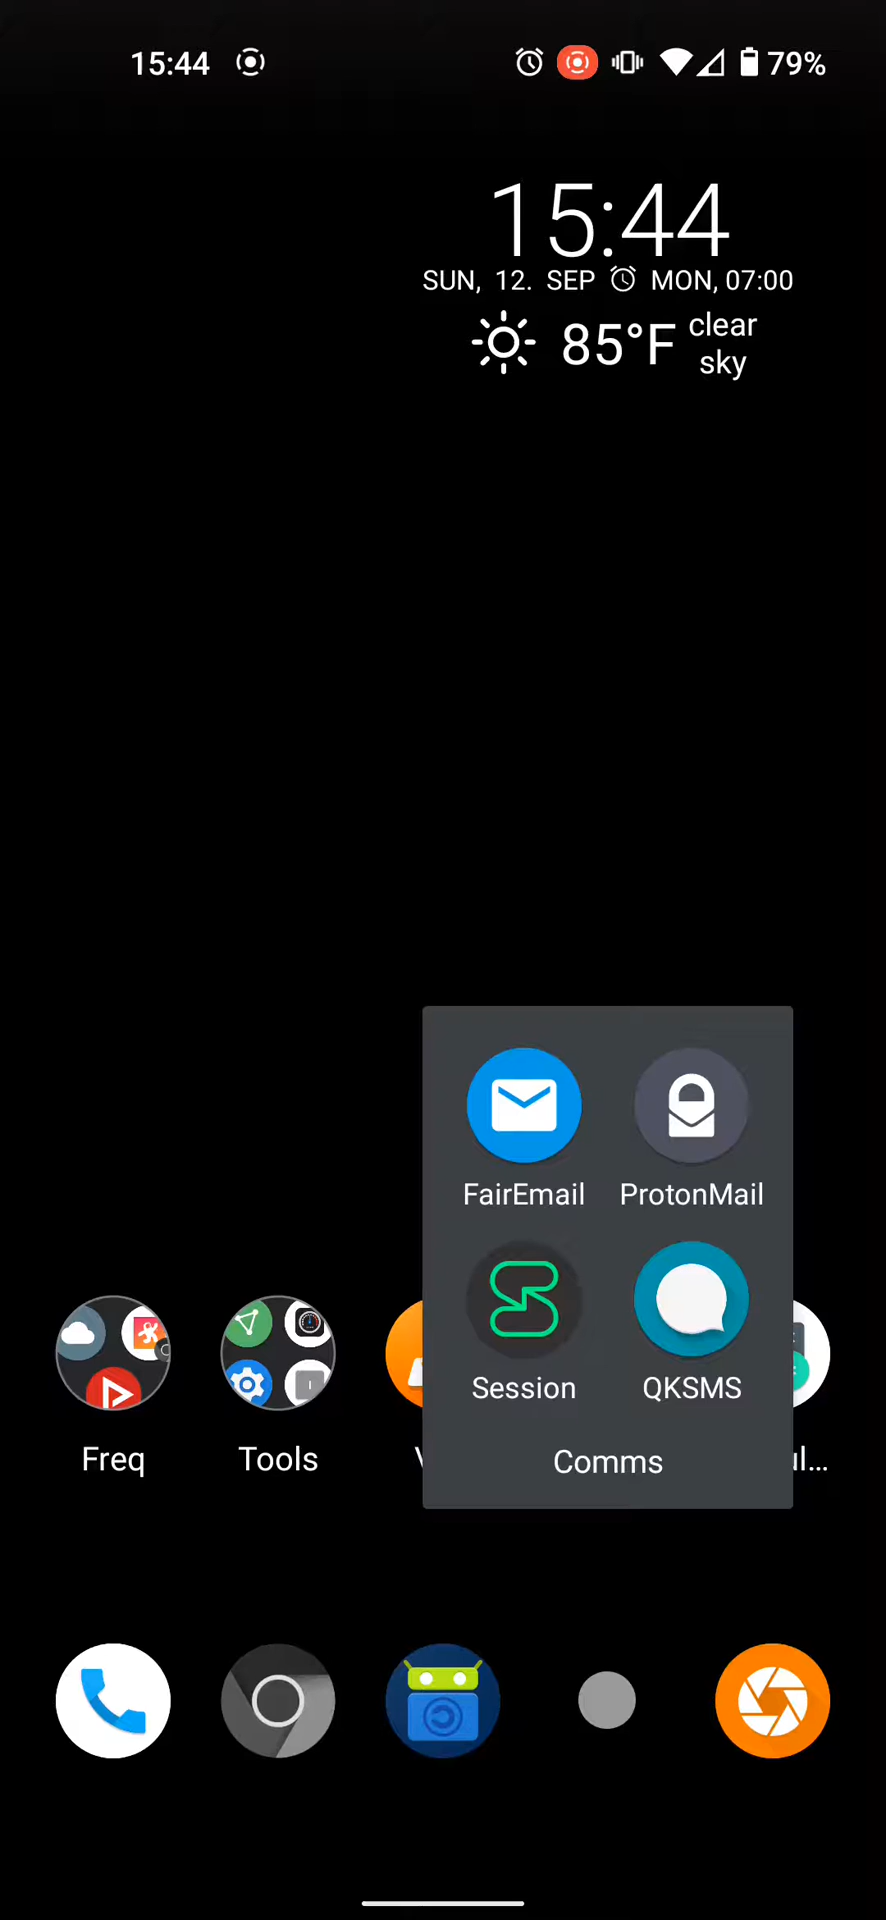 15:44
79%
15:44
SUN, 12. SEP MON, 07:00
85°F clear sky
FairEmail ProtonMail
Session QKSMS
Freq Tools
Comms